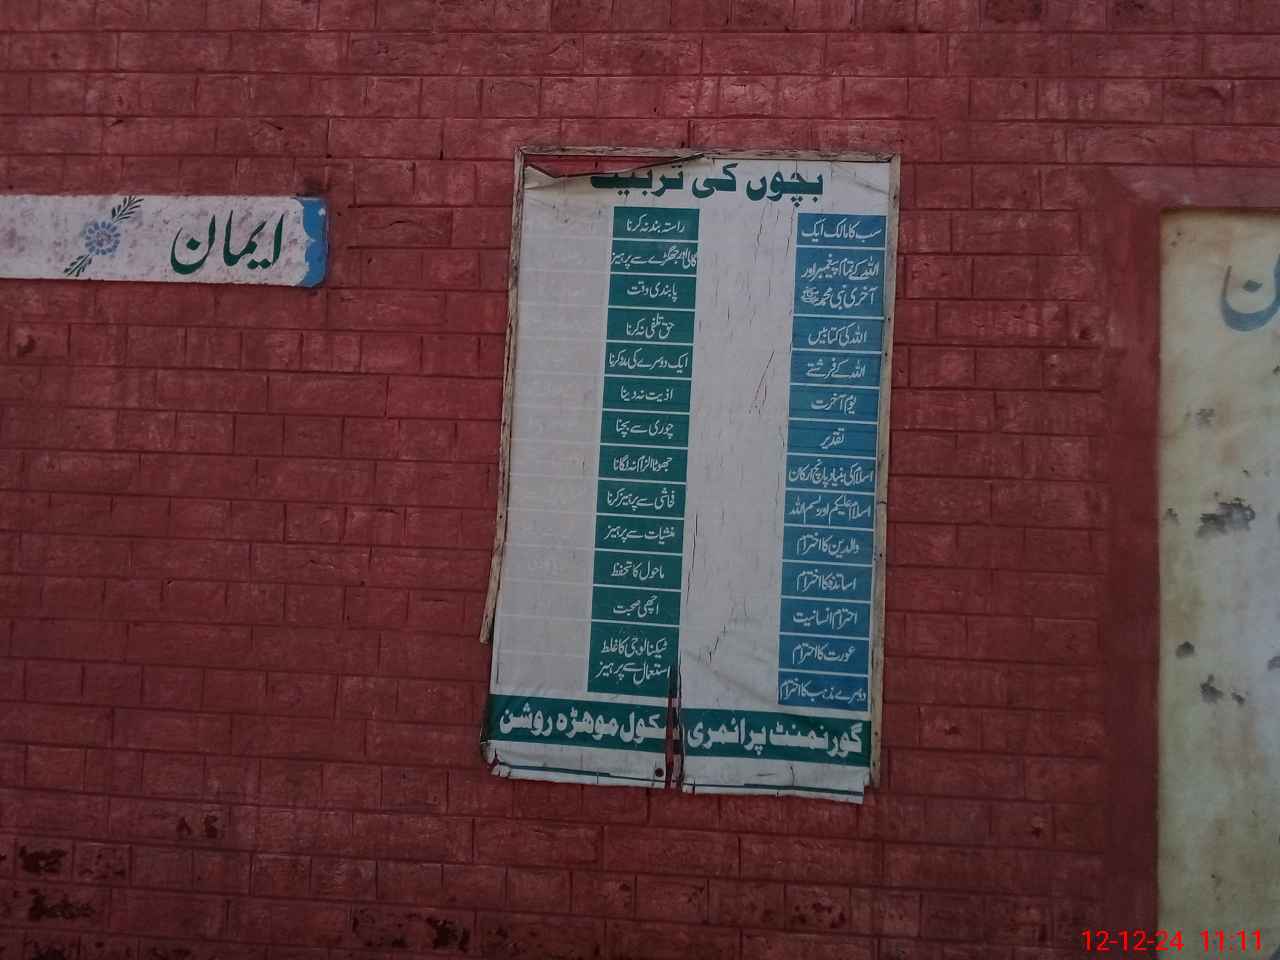 ایمان
بچوں کی تربیت
سب کا مالک ایک
اللہ کے تمام پیغمبر اور
آخری نبی محمد ﷺ
اللہ کی کتابیں
اللہ کے فرشتے
یوم آخرت
تقدیر
اسلام کی بنیاد پانچ ارکان
اسلام علیکم اور بسم اللہ
والدین کا احترام
اساتذہ کا احترام
احترام انسانیت
عورت کا احترام
دوسرے مذہب کا احترام
راستہ بند نہ کرنا
گالی اور جھگڑے سے پرہیز
پابندی وقت
حق تلفی نہ کرنا
ایک دوسرے کی مدد کرنا
اذیت نہ دینا
چوری سے بچنا
جھوٹا الزام نہ لگانا
فحاشی سے پرہیز کرنا
منشیات سے پرہیز
ماحول کا تحفظ
اچھی صحبت
ٹیکنالوجی کا غلط
استعمال سے پرہیز
گورنمنٹ پرائمری سکول موھڑہ روشن
12-12-24 11:11